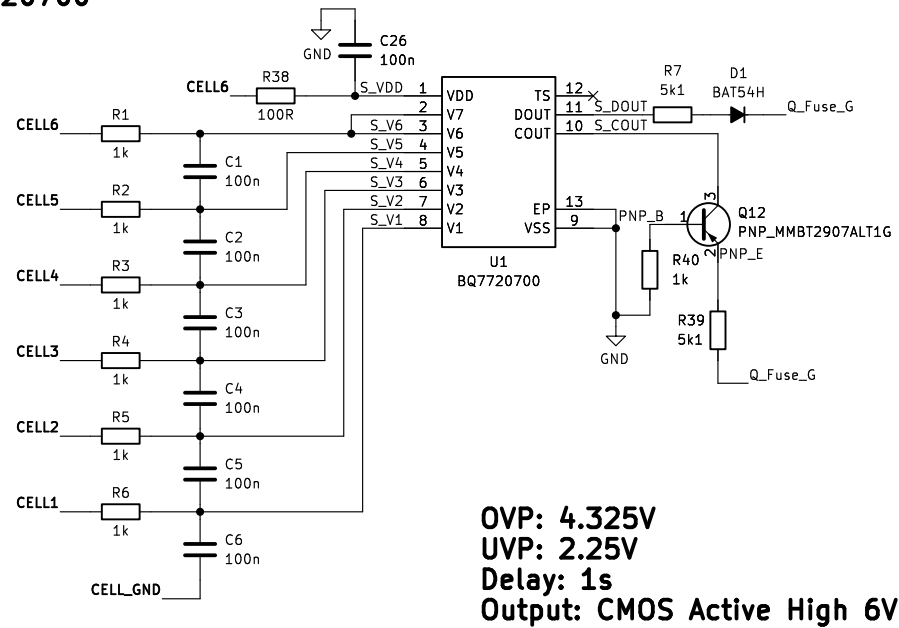 C26
GND
100n
CELL6
R38
100R
S_VDD
1
VDD
2
V7
S_V6
3
V6
S_V5
4
V5
S_V4
5
V4
S_V3
6
V3
S_V2
7
V2
S_V1
8
V1
TS
12
DOUT
11
S_DOUT
COUT
10
S_COUT
EP
13
VSS
9
U1
BQ7720700
R7
5k1
D1
BAT54H
Q_Fuse_G
CELL6
R1
1k
C1
100n
CELL5
R2
1k
C2
100n
CELL4
R3
1k
C3
100n
CELL3
R4
1k
C4
100n
CELL2
R5
1k
C5
100n
CELL1
R6
1k
C6
100n
CELL_GND
PNP_B
1
3
2
Q12
PNP_MMBT2907ALT1G
PNP_E
R40
1k
GND
R39
5k1
Q_Fuse_G
OVP: 4.325V
UVP: 2.25V
Delay: 1s
Output: CMOS Active High 6V